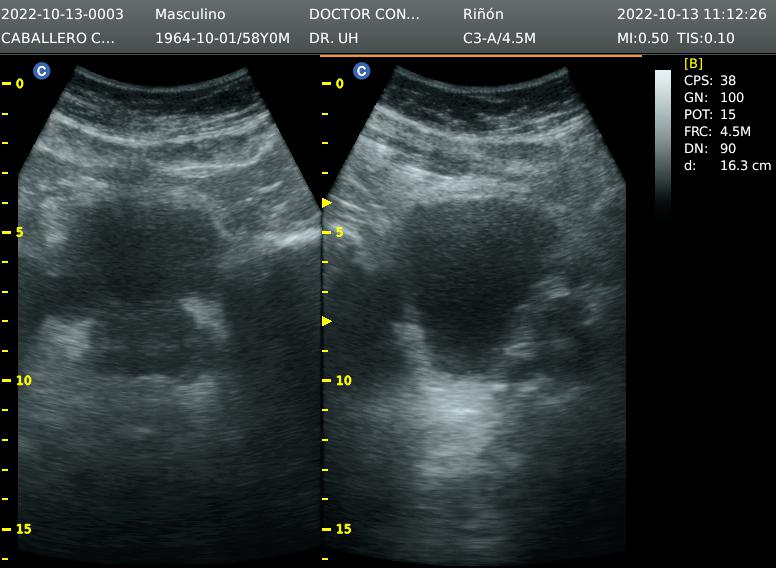 2022-10-13-0003 Masculino DOCTOR CON... Riñón 2022-10-13 11:12:26
CABALLERO C... 1964-10-01/58Y0M DR. UH C3-A/4.5M MI:0.50 TIS:0.10
C C
[B]
CPS: 38
GN: 100
POT: 15
FRC: 4.5M
DN: 90
d: 16.3 cm
0 0
5 5
10 10
15 15